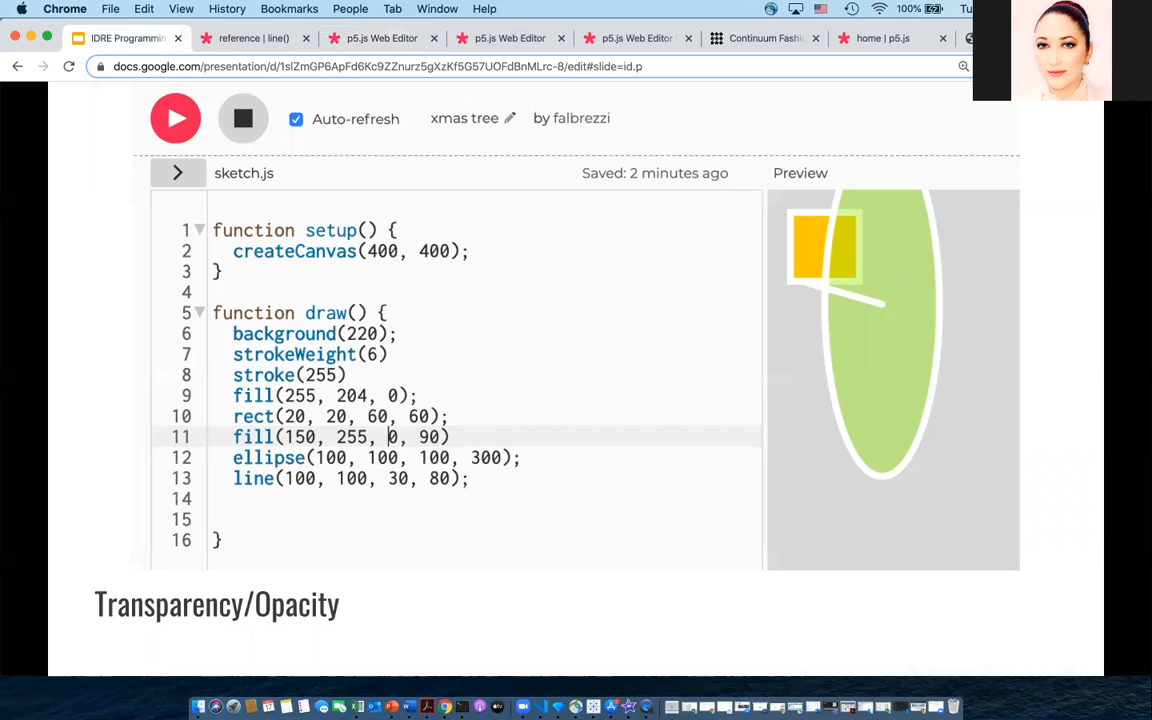 Chrome File Edit View History Bookmarks People Tab Window Help 100% Tu
IDRE Programmin × reference | line() × p5.js Web Editor × p5.js Web Editor × p5.js Web Editor × Continuum Fash × home | p5.js ×
docs.google.com/presentation/d/1slZmGP6ApFd6Kc9ZZnurz5gXzKf5G57UOFdBnMLrc-8/edit#slide=id.p
Auto-refresh xmas tree by falbrezzi
> sketch.js Saved: 2 minutes ago Preview
1 function setup() {
2 createCanvas(400, 400);
3 }
4
5 function draw() {
6 background(220);
7 strokeWeight(6)
8 stroke(255)
9 fill(255, 204, 0);
10 rect(20, 20, 60, 60);
11 fill(150, 255, 0, 90)
12 ellipse(100, 100, 100, 300);
13 line(100, 100, 30, 80);
14
15
16 }
Transparency/Opacity